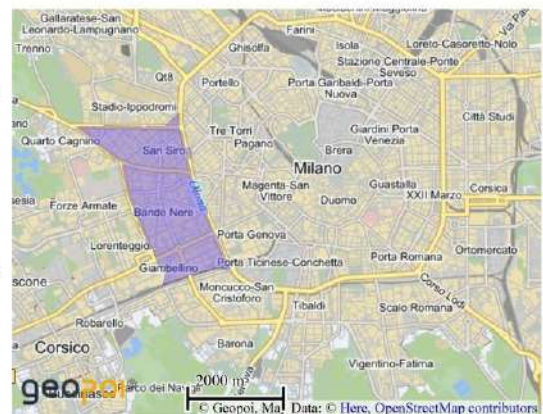 Gallaratese-San
Leonardo-Lampugnano
Trenno
Ghisolfa
Farini
Isola
Loreto-Casoretto-Nolo
Stazione Centrale-Ponte
Seveso
Qt8
Portello
Porta Garibaldi-Porta
Nuova
Stadio-Ippodromi
Città Studi
Quarto Cagnino
San Siro
Tre Torri
Pagano
Giardini Porta
Venezia
Brera
Milano
Olona
Magenta-San
Vittore
Guastalla
Corsica
Forze Armate
Bande Nere
Duomo
XXII Marzo
Lorenteggio
Porta Genova
Ortomercato
Giambellino
Porta Ticinese-Conchetta
Porta Romana
Moncucco-San
Cristoforo
Tibaldi
Corso Lodi
Scalo Romana
Robarello
Corsico
Barona
Vigentino-Fatima
geopoi
2000 m
© Geopoi, Map Data: © Here, OpenStreetMap contributors